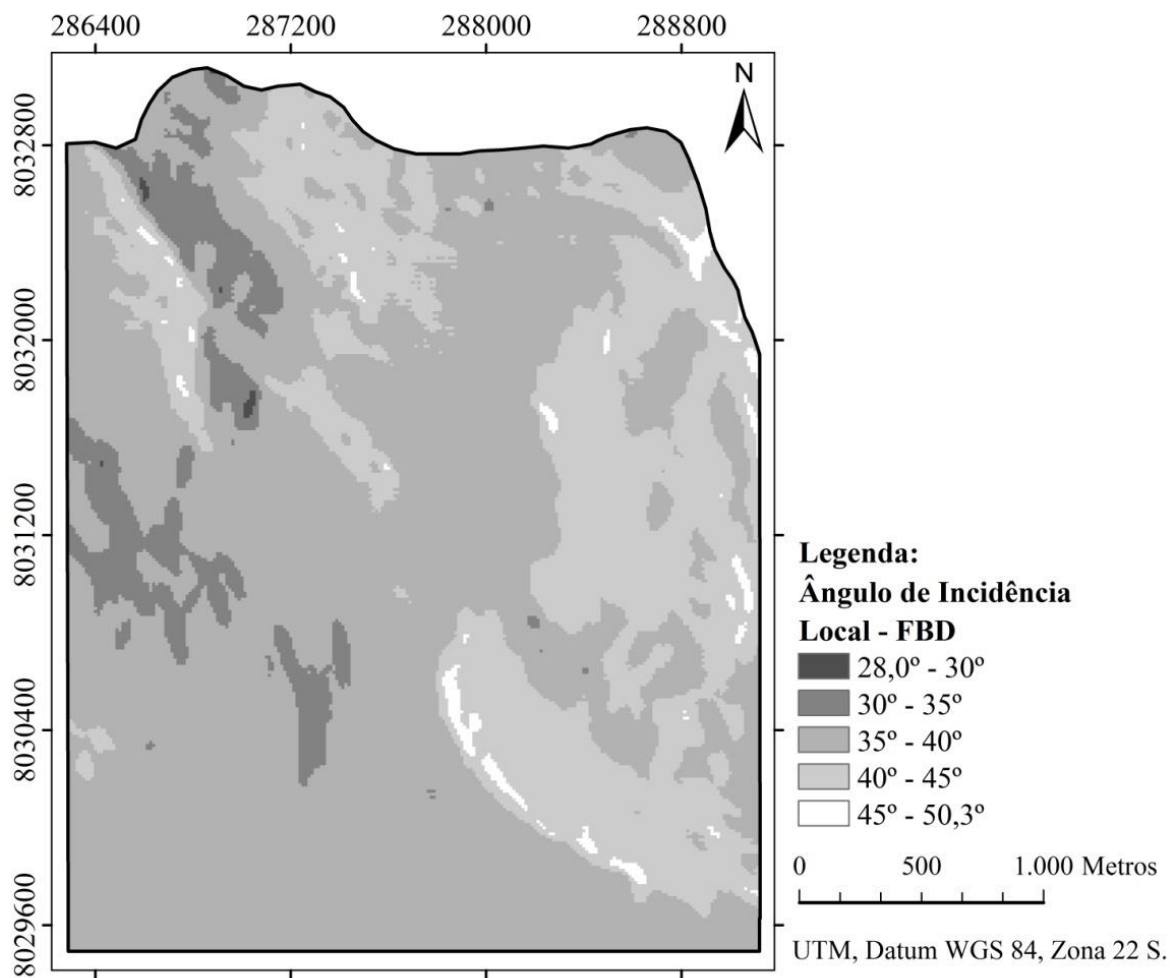 286400 287200 288000 288800
N
8032800
8032000
8031200
8030400
8029600
Legenda:
Ângulo de Incidência
Local - FBD
28,0º - 30º
30º - 35º
35º - 40º
40º - 45º
45º - 50,3º
0 500 1.000 Metros
UTM, Datum WGS 84, Zona 22 S.